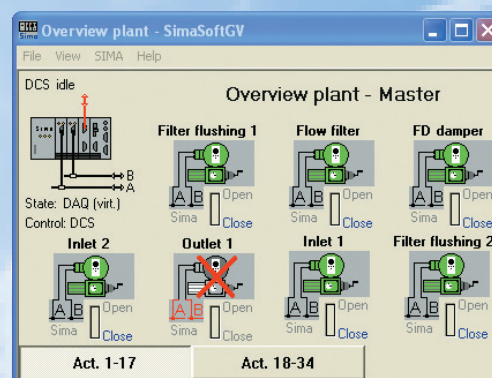 Sima Overview plant - SimaSoftGV
File View SIMA Help
DCS idle
Overview plant - Master
Sima
B
A
State: DAQ (virt.)
Control: DCS
Filter flushing 1
A B Open
Sima Close
Flow filter
A B Open
Sima Close
FD damper
A B Open
Sima Close
Inlet 2
A B Open
Sima Close
Outlet 1
A B Open
Sima Close
Inlet 1
A B Open
Sima Close
Filter flushing 2
A B Open
Sima Close
Act. 1-17 Act. 18-34